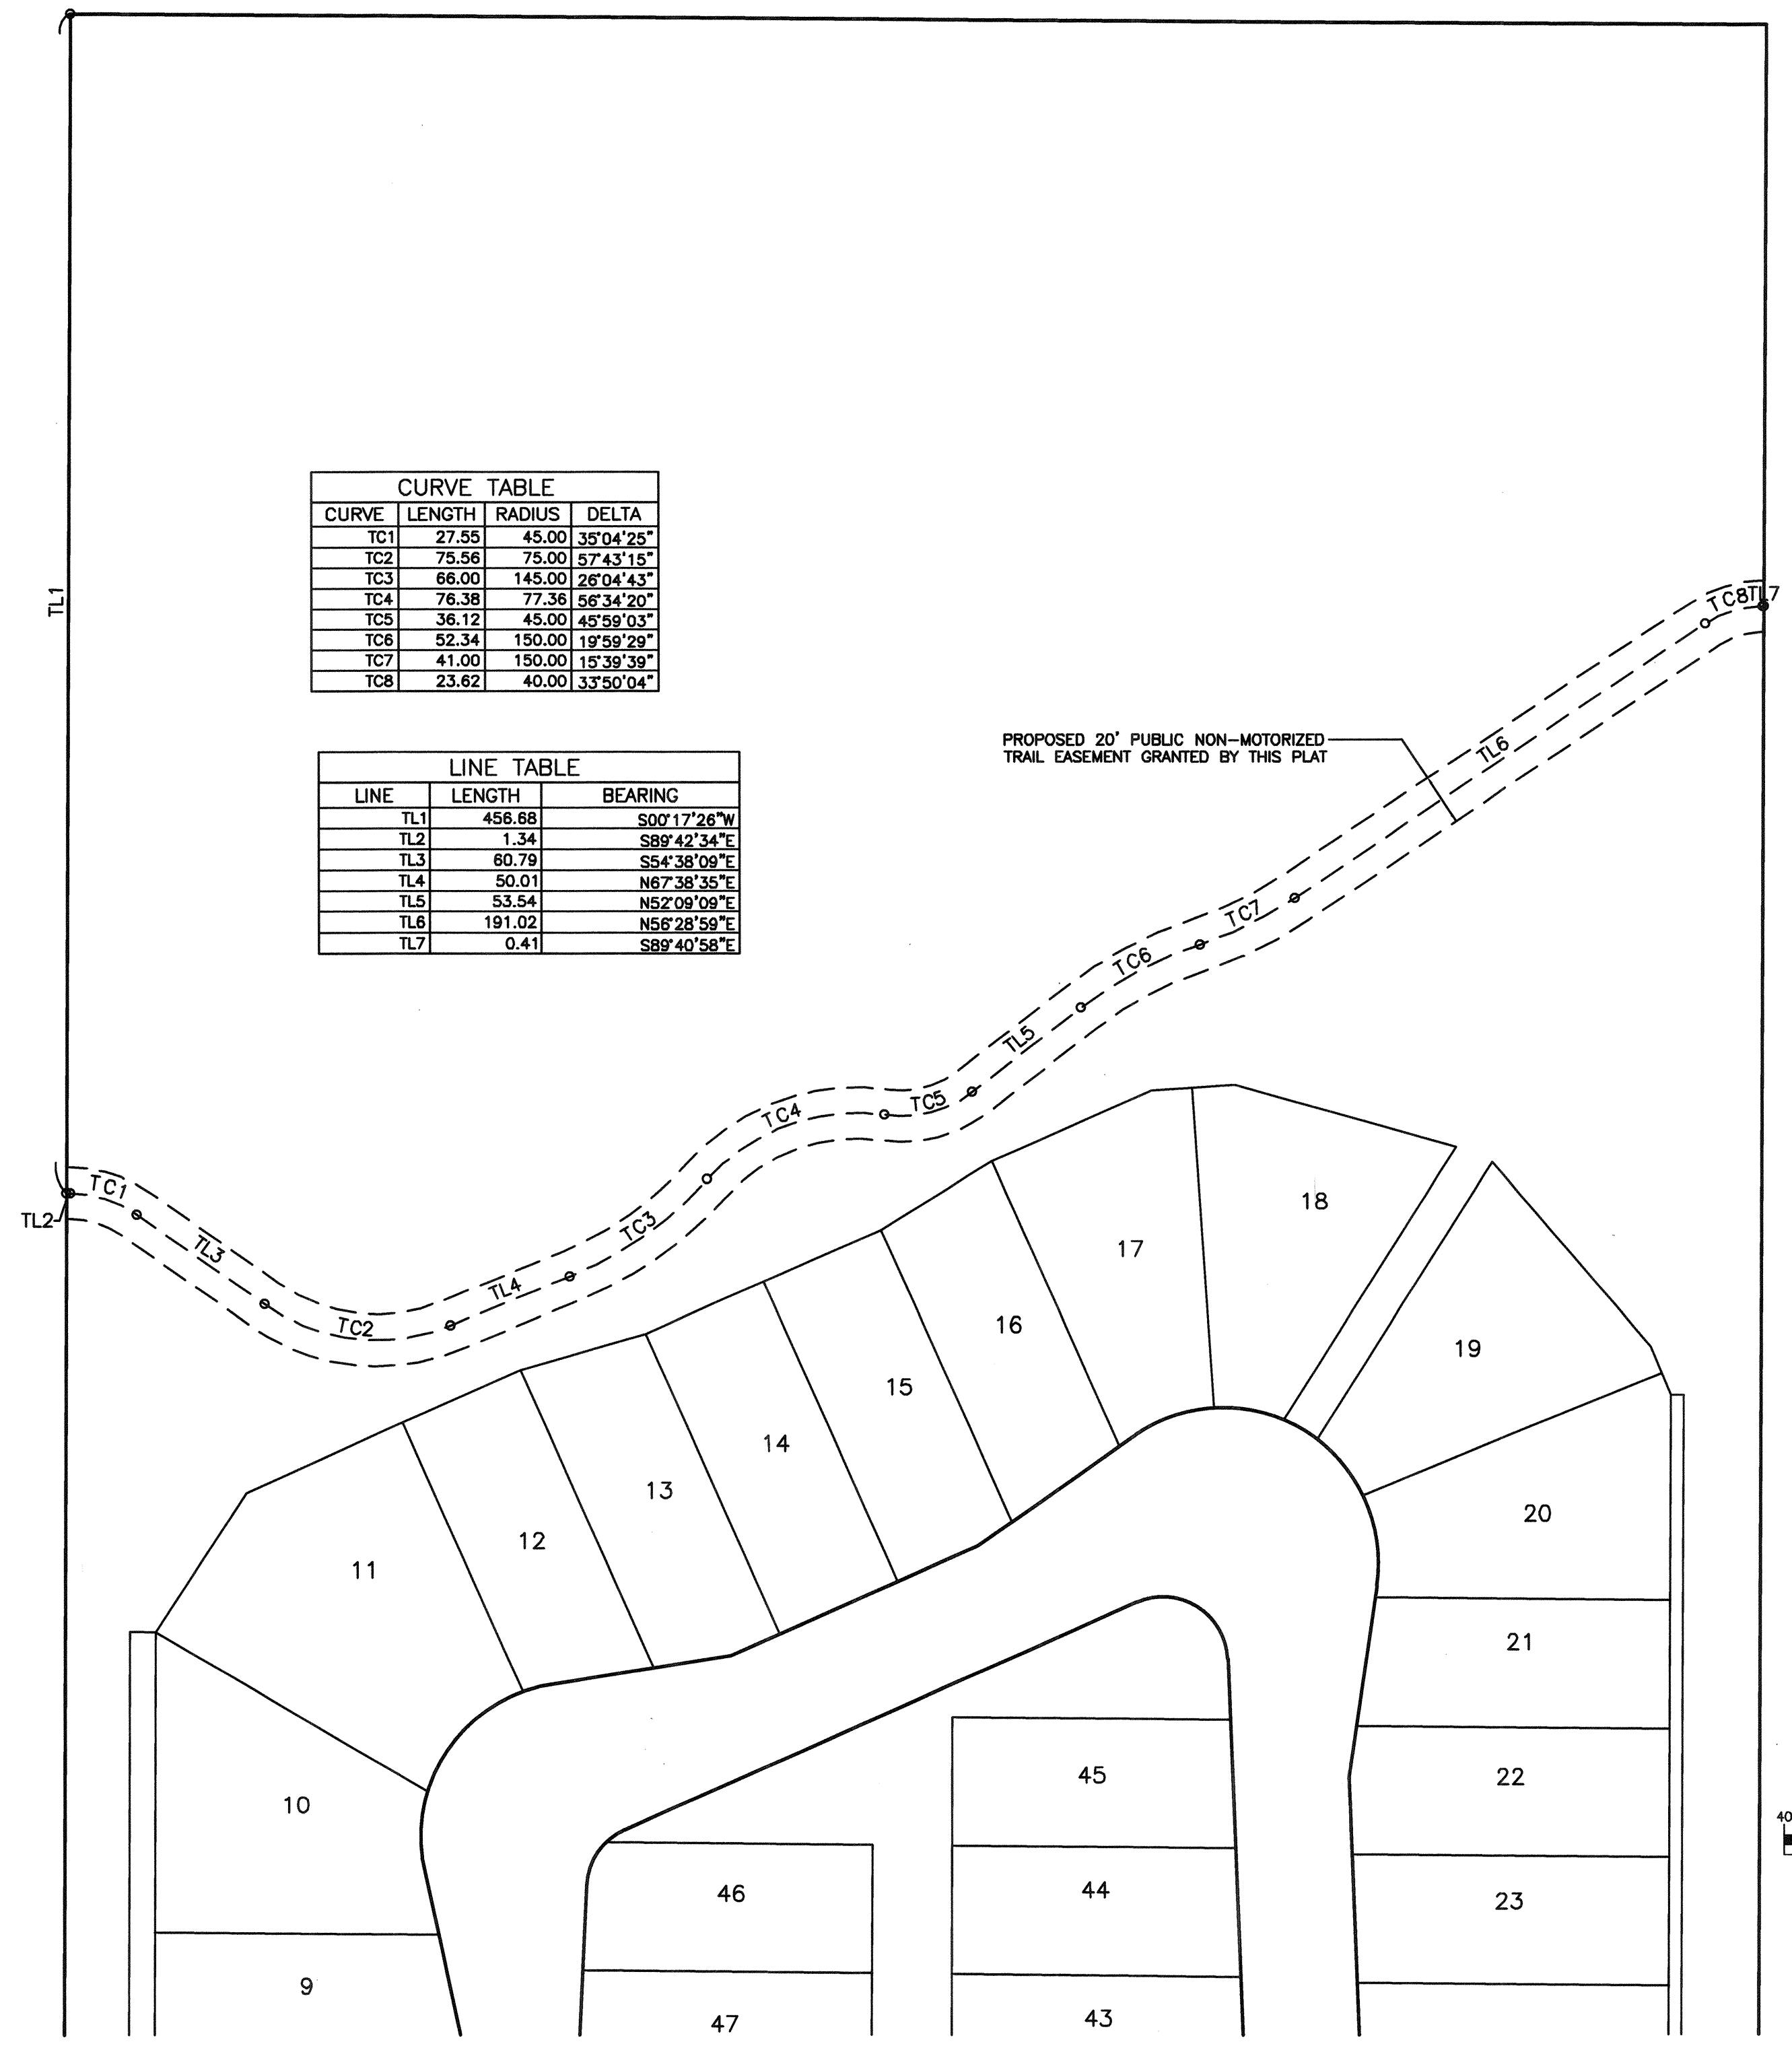 CURVE TABLE
CURVE LENGTH RADIUS DELTA
TC1 27.55 45.00 35°04'25"
TC2 75.56 75.00 57°43'15"
TC3 66.00 145.00 26°04'43"
TC4 76.38 77.36 56°34'20"
TC5 36.12 45.00 45°59'03"
TC6 52.34 150.00 19°59'29"
TC7 41.00 150.00 15°39'39"
TC8 23.62 40.00 33°50'04"
TL1
TC8
TL7
LINE TABLE
LINE LENGTH BEARING
TL1 456.68 S00°17'26"W
TL2 1.34 S89°42'34"E
TL3 60.79 S54°38'09"E
TL4 50.01 N67°38'35"E
TL5 53.54 N52°09'09"E
TL6 191.02 N56°28'59"E
TL7 0.41 S89°40'58"E
PROPOSED 20' PUBLIC NON-MOTORIZED
TRAIL EASEMENT GRANTED BY THIS PLAT
TL6
TC7
TC6
TL5
TC5
TC4
TC1
TL2
TC3
TL3
TL4
TC2
18
17
16
19
15
14
13
20
12
11
21
45
22
10
40
46
44
23
9
47
43